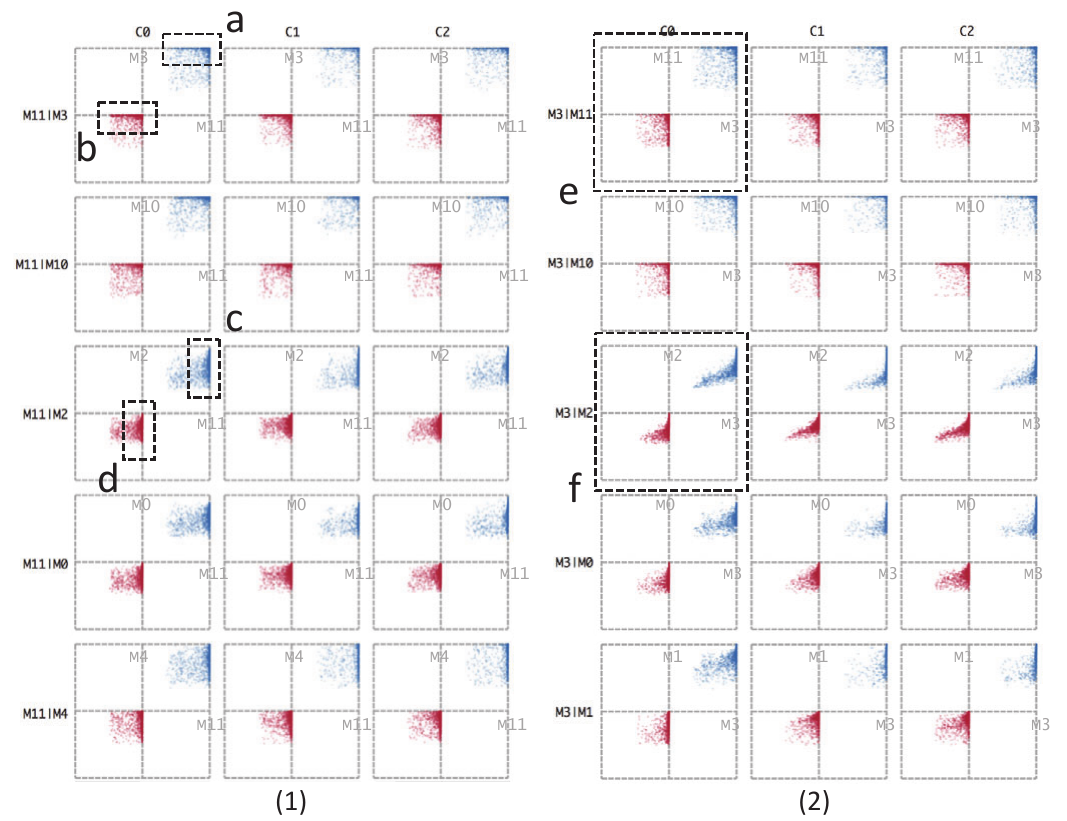 a
C0 C1 C2 C0 C1 C2
M3 M3 M3 M11 M11 M11
M11|M3 M3|M11
M11 M11 M11 M3 M3 M3
b
e
M10 M10 M10 M10 M10 M10
M11|M10 M3|M10
M11 M11 M11 M3 M3 M3
c
M2 M2 M2 M2 M2 M2
M11|M2 M3|M2
M11 M11 M11 M3 M3 M3
d f
M0 M0 M0 M0 M0 M0
M11|M0 M3|M0
M11 M11 M11 M3 M3 M3
M4 M4 M4 M1 M1 M1
M11|M4 M3|M1
M11 M11 M11 M3 M3 M3
(1) (2)